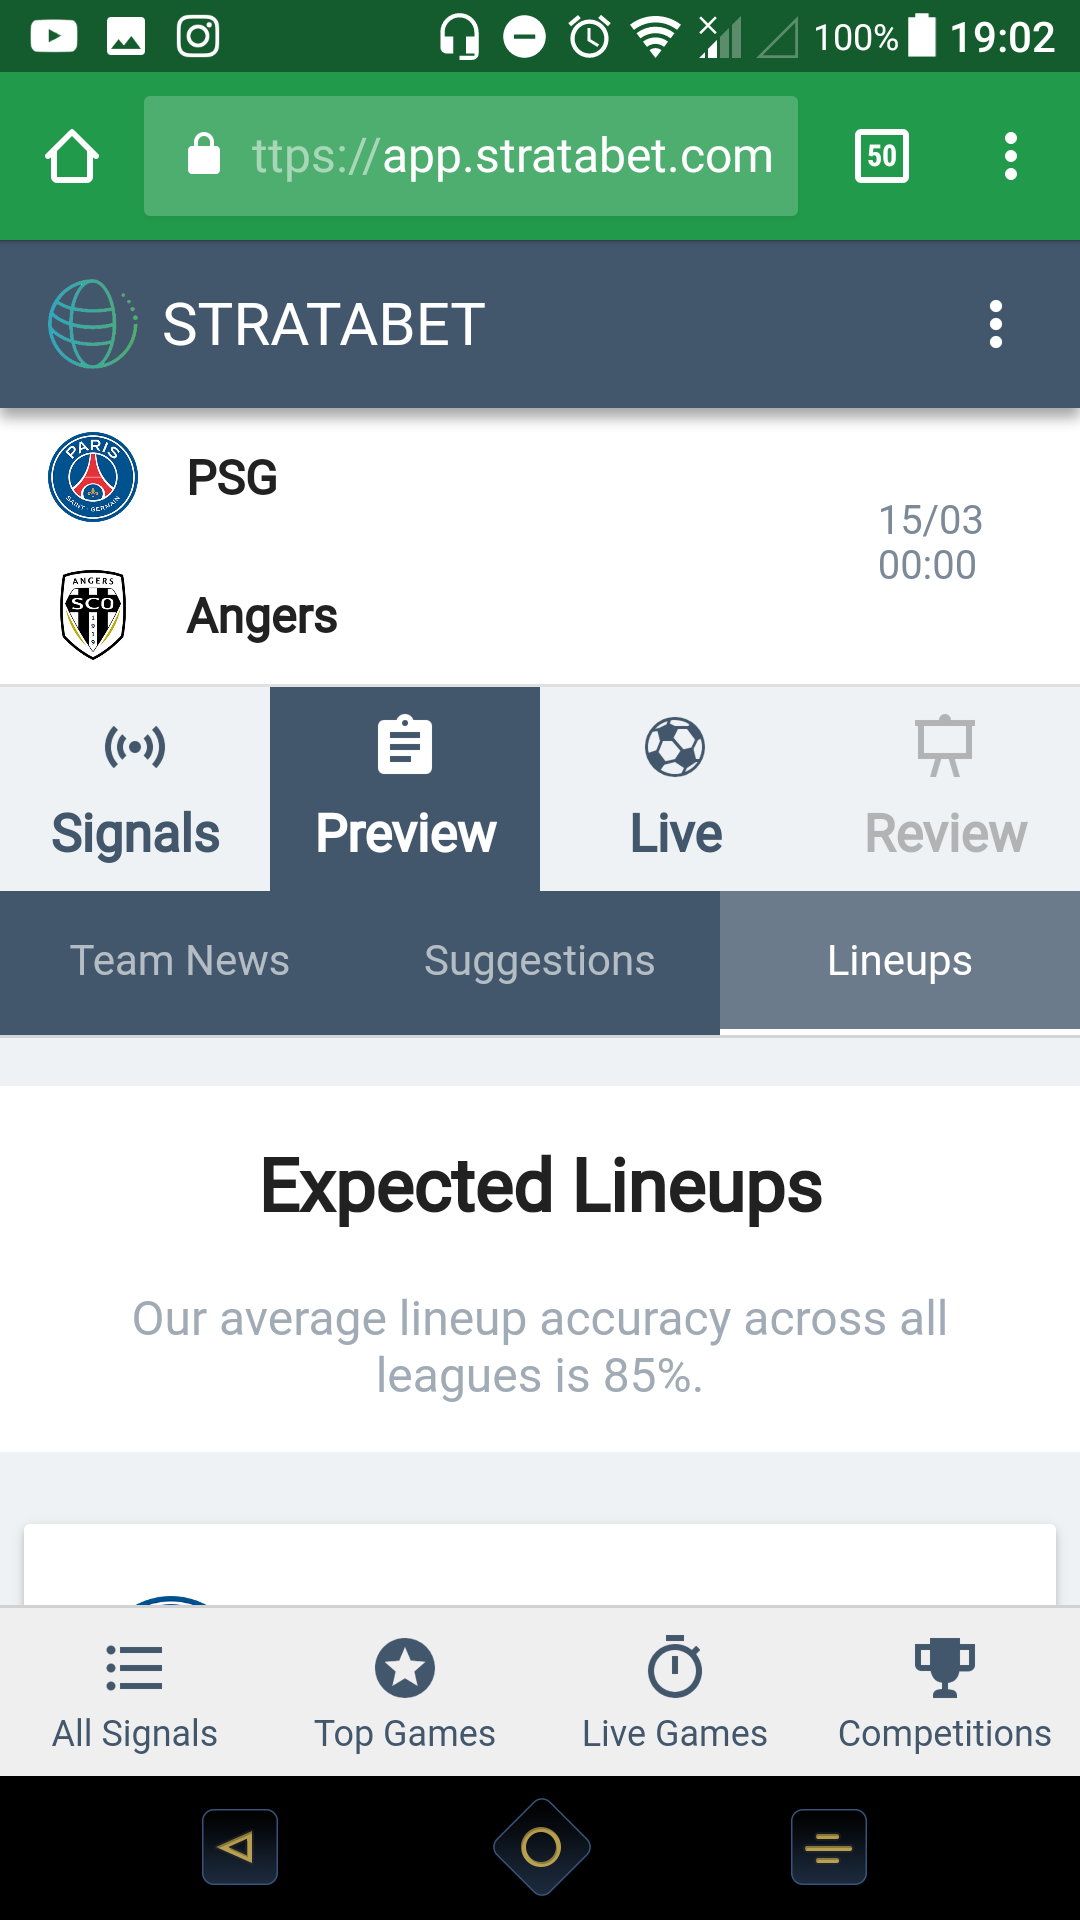 100% 19:02
ttps://app.stratabet.com
50
STRATABET
PARIS
SAINT-GERMAIN
PSG
15/03
00:00
ANGERS
SCO
1919
Angers
Signals
Preview
Live
Review
Team News
Suggestions
Lineups
Expected Lineups
Our average lineup accuracy across all
leagues is 85%.
All Signals
Top Games
Live Games
Competitions